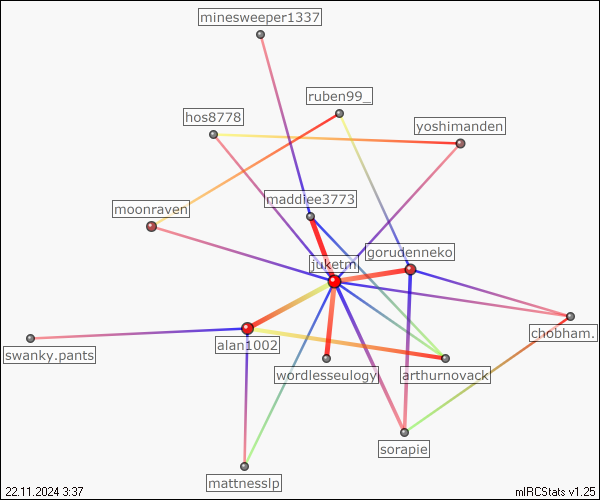 minesweeper1337
ruben99_
hos8778
yoshimanden
maddiee3773
moonraven
gorudenneko
juketm
chobham.
alan1002
swanky.pants
wordlesseulogy
arthurnovack
sorapie
mattnesslp
22.11.2024 3:37
mIRCStats v1.25